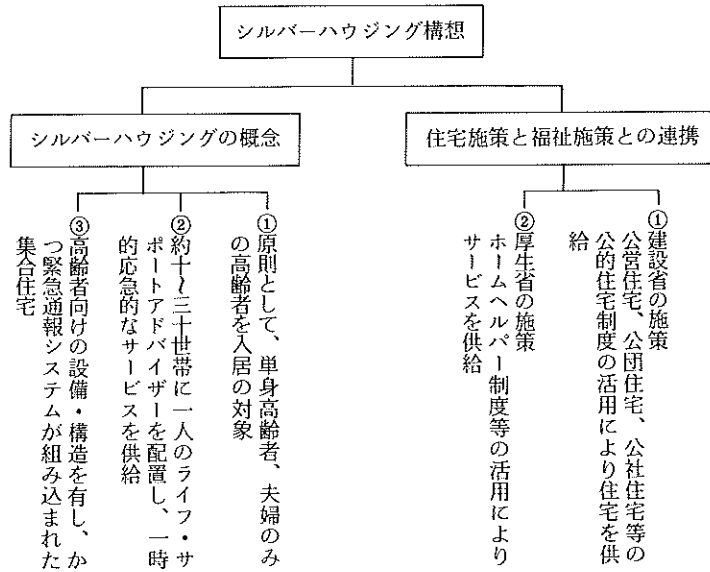 シルバーハウジング構想
住宅施策と福祉施策との連携
①建設省の施策
公営住宅、公団住宅、公社住宅等の
公的住宅制度の活用により住宅を供
給
②厚生省の施策
ホームヘルパー制度等の活用により
サービスを供給
シルバーハウジングの概念
①原則として、単身高齢者、夫婦のみ
の高齢者を入居の対象
②約十〜三十世帯に一人のライフ・サ
ポートアドバイザーを配置し、一時
的応急的なサービスを供給
③高齢者向けの設備・構造を有し、か
つ緊急通報システムが組み込まれた
集合住宅